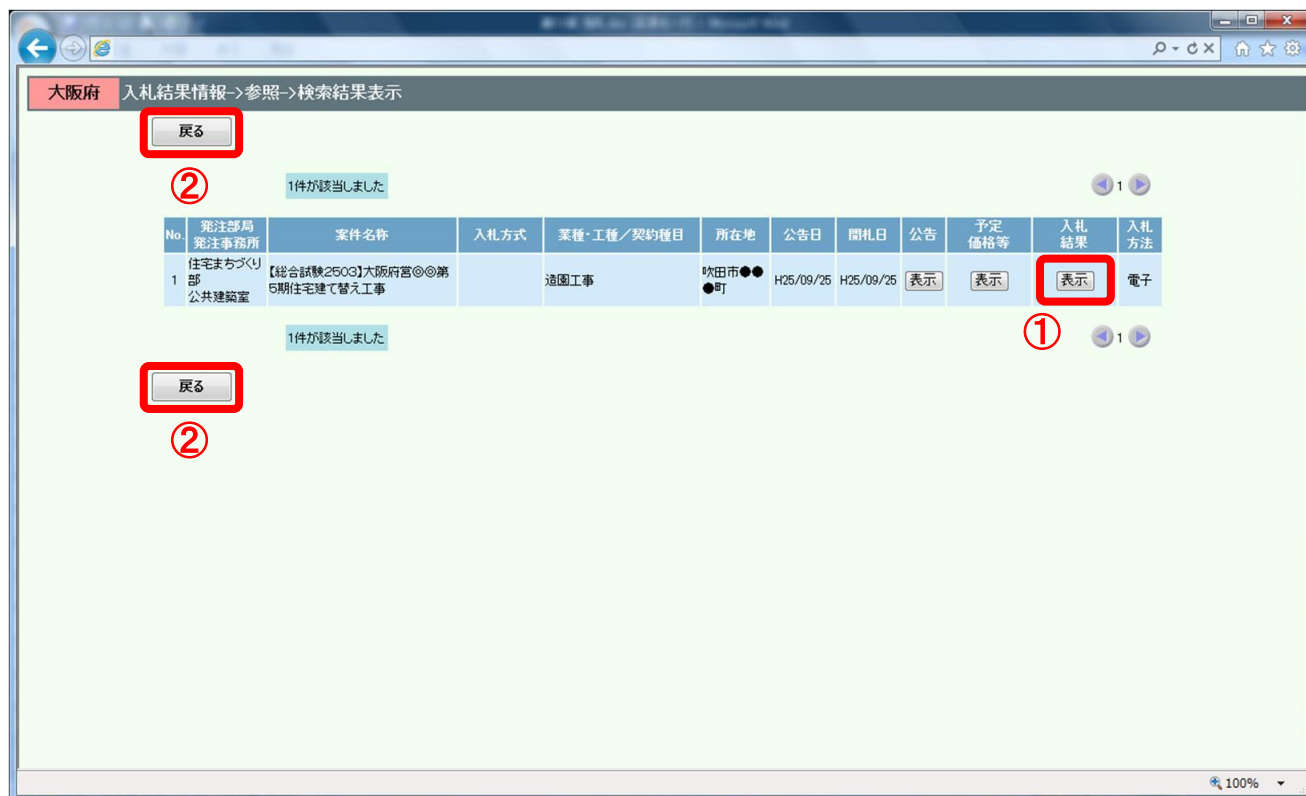 大阪府 入札結果情報->参照->検索結果表示
戻る
②
1件が該当しました
1
No. 発注部局 発注事務所 案件名称 入札方式 業種・工種／契約種目 所在地 公告日 開札日 公告 予定価格等 入札結果 入札方法
1 住宅まちづくり部 公共建築室 【総合試験2503】大阪府営◎◎第5期住宅建て替え工事 造園工事 吹田市●●●町 H25/09/25 H25/09/25 表示 表示 表示 電子
①
1件が該当しました
1
戻る
②
100%